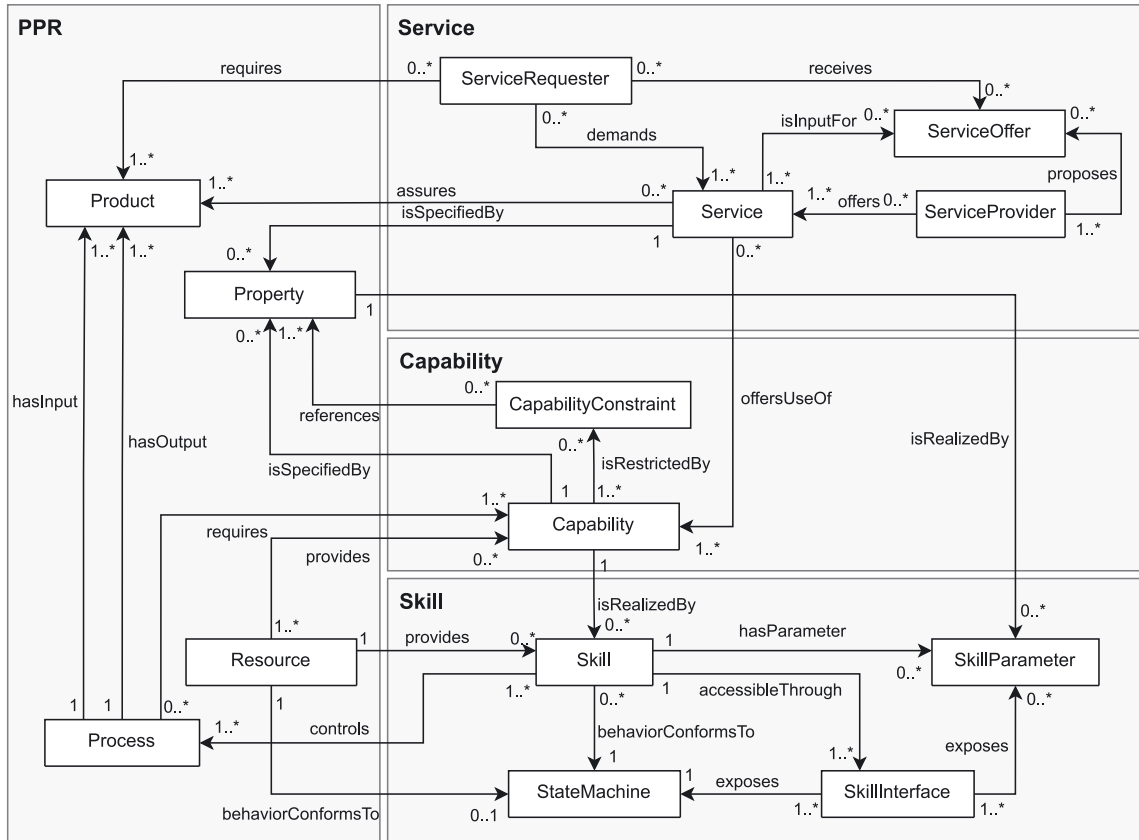 PPR
Service
requires
0..*
ServiceRequester
0..*
receives
0..*
demands
isInputFor
0..*
0..*
0..*
ServiceOffer
1..*
Product
1..*
assures
0..*
1..*
1..*
proposes
Service
1..*
offers
0..*
ServiceProvider
isSpecifiedBy
1
0..*
1..*
1..*
1..*
0..*
Property
1
0..*
1..*
Capability
hasInput
references
0..*
CapabilityConstraint
offersUseOf
hasOutput
0..*
isRealizedBy
isSpecifiedBy
isRestrictedBy
1
1..*
1..*
requires
Capability
provides
0..*
1
1..*
Skill
isRealizedBy
0..*
1..*
1
provides
0..*
1
hasParameter
Resource
Skill
SkillParameter
1
1..*
0..*
1
accessibleThrough
0..*
0..*
1
1
0..*
1..*
controls
behaviorConformsTo
Process
1
1..*
exposes
StateMachine
1
exposes
SkillInterface
behaviorConformsTo
0..1
1..*
1..*